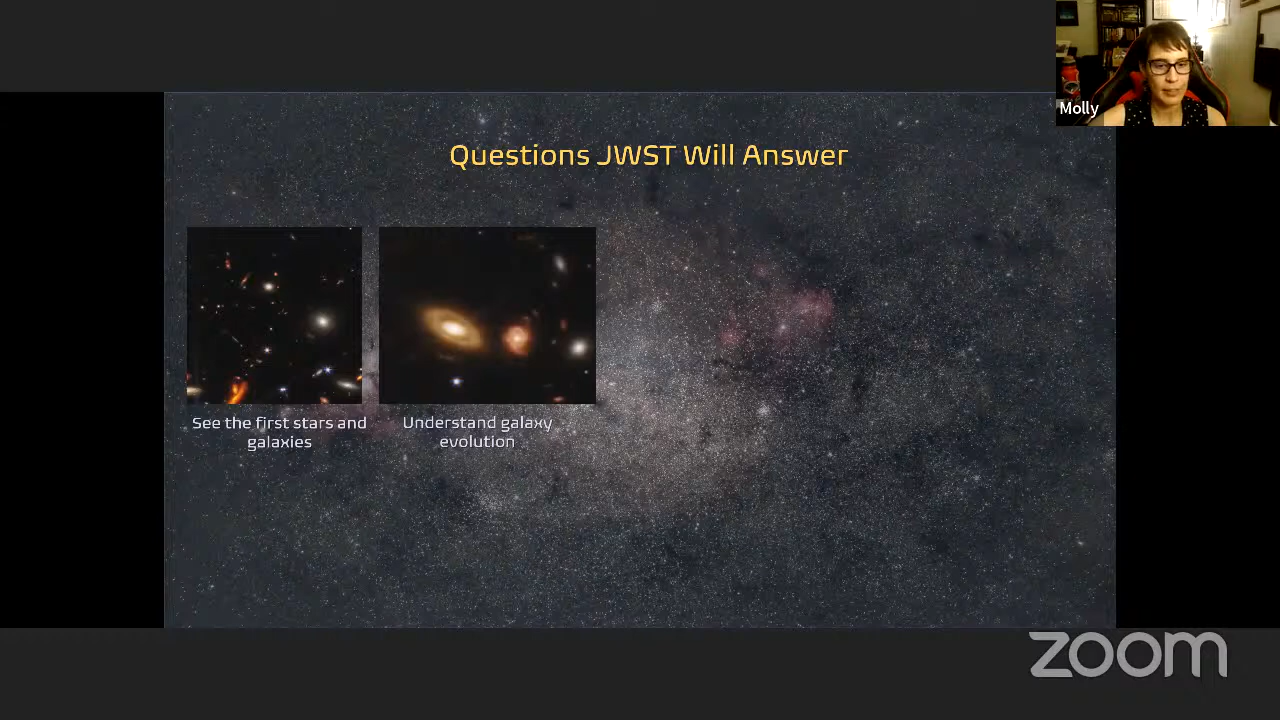 Molly
Questions JWST Will Answer
See the first stars and
galaxies
Understand galaxy
evolution
zoom